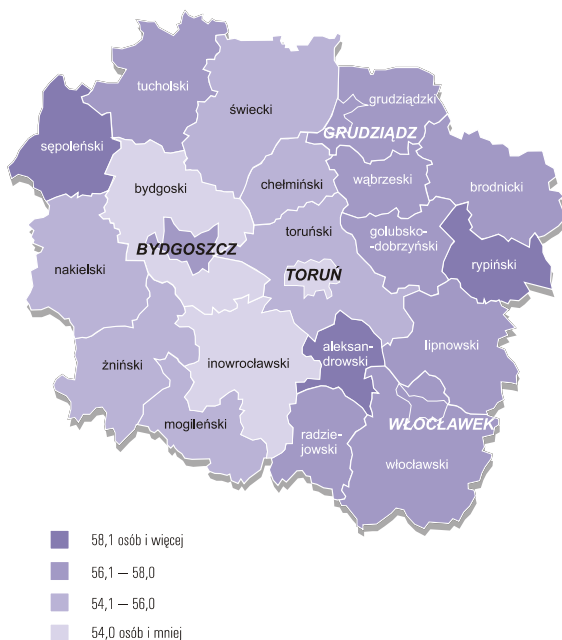 tucholski
grudziądzki
świecki
GRUDZIĄDZ
sępoleński
chełmiński
wąbrzeski
bydgoski
brodnicki
toruński
golubsko-
-dobrzyński
BYDGOSZCZ
nakielski
TORUŃ
rypiński
aleksan-
drowski
lipnowski
żniński
inowrocławski
mogileński
WŁOCŁAWEK
radzie-
jowski
włocławski
58,1 osób i więcej
56,1 — 58,0
54,1 — 56,0
54,0 osób i mniej